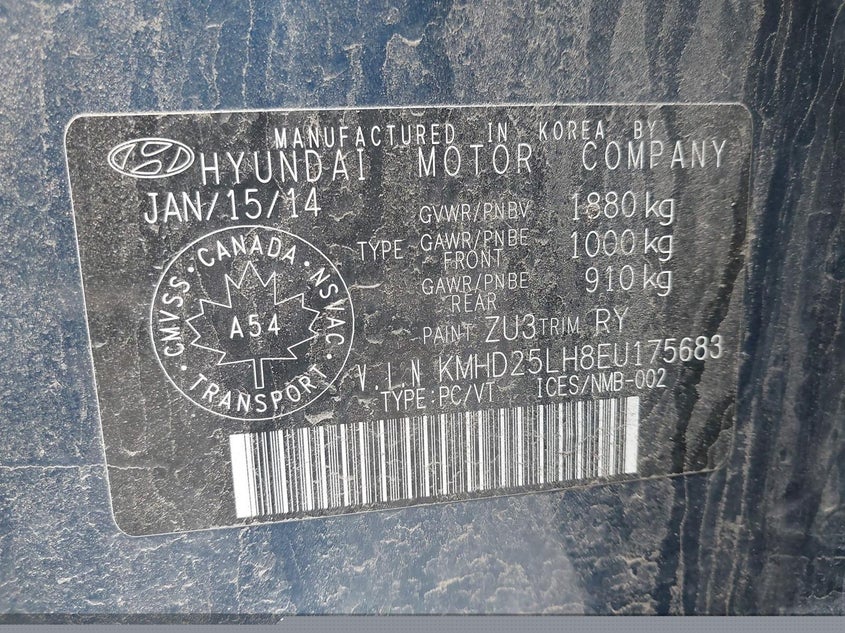 MANUFACTURED IN KOREA BY
HYUNDAI MOTOR COMPANY
JAN/15/14
GVWR/PNBV 1880 kg
TYPE GAWR/PNBE FRONT 1000 kg
GAWR/PNBE REAR 910 kg
PAINT ZU3 TRIM RY
V.I.N KMHD25LH8EU175683
TYPE:PC/VT ICES/NMB-002
CMVSS · CANADA · NSVAC · TRANSPORT
A54